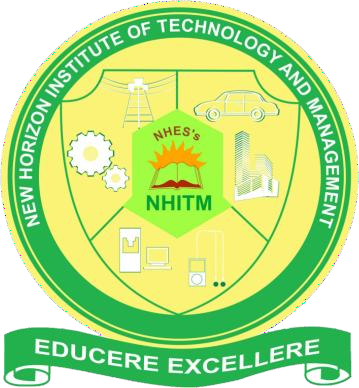 NEW HORIZON INSTITUTE OF TECHNOLOGY AND MANAGEMENT
NHES's
NHITM
EDUCERE EXCELLERE